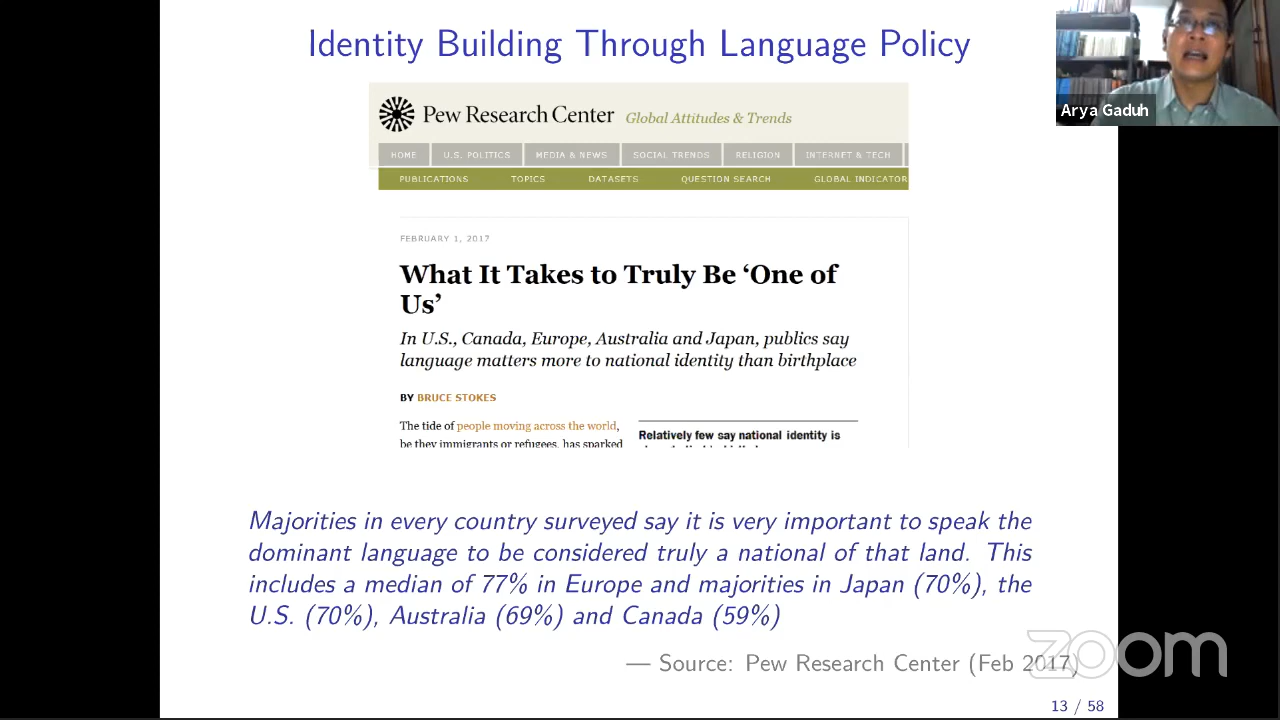 Identity Building Through Language Policy
Arya Gaduh
Pew Research Center Global Attitudes & Trends
HOME U.S. POLITICS MEDIA & NEWS SOCIAL TRENDS RELIGION INTERNET & TECH
PUBLICATIONS TOPICS DATASETS QUESTION SEARCH GLOBAL INDICATOR
FEBRUARY 1, 2017
What It Takes to Truly Be ‘One of
Us’
In U.S., Canada, Europe, Australia and Japan, publics say
language matters more to national identity than birthplace
BY BRUCE STOKES
The tide of people moving across the world,
be they immigrants or refugees, has sparked
Relatively few say national identity is
Majorities in every country surveyed say it is very important to speak the
dominant language to be considered truly a national of that land. This
includes a median of 77% in Europe and majorities in Japan (70%), the
U.S. (70%), Australia (69%) and Canada (59%)
— Source: Pew Research Center (Feb 2017)
zoom
13 / 58